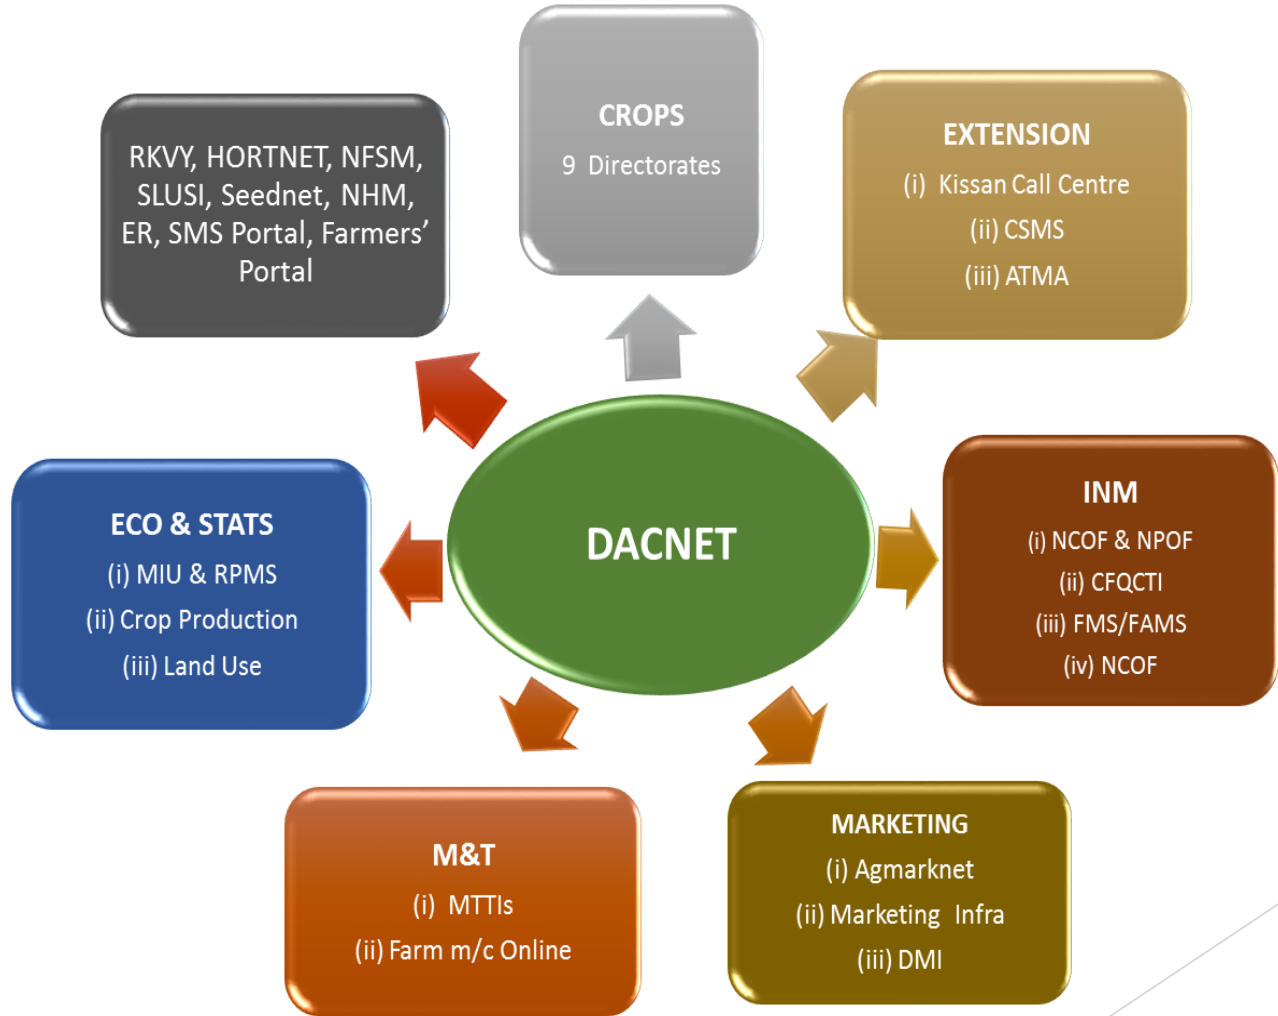 CROPS
9 Directorates
EXTENSION
(i) Kissan Call Centre
(ii) CSMS
(iii) ATMA
RKVY, HORTNET, NFSM,
SLUSI, Seednet, NHM,
ER, SMS Portal, Farmers’
Portal
DACNET
INM
(i) NCOF & NPOF
(ii) CFQCTI
(iii) FMS/FAMS
(iv) NCOF
ECO & STATS
(i) MIU & RPMS
(ii) Crop Production
(iii) Land Use
M&T
(i) MTTIs
(ii) Farm m/c Online
MARKETING
(i) Agmarknet
(ii) Marketing Infra
(iii) DMI